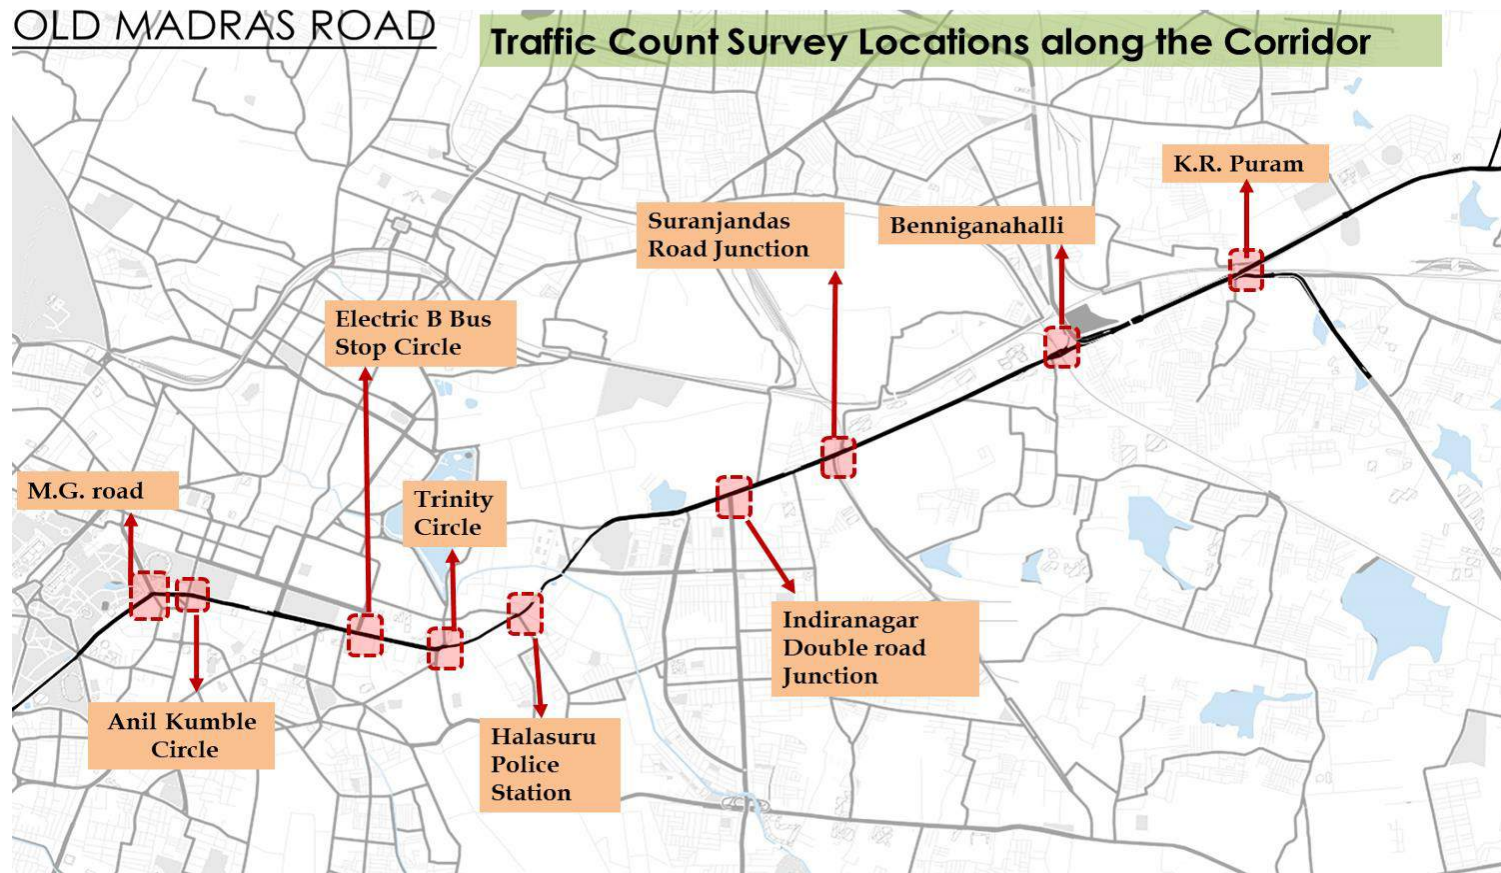 OLD MADRAS ROAD
Traffic Count Survey Locations along the Corridor
K.R. Puram
Suranjandas
Road Junction
Benniganahalli
Electric B Bus
Stop Circle
M.G. road
Trinity
Circle
Indiranagar
Double road
Junction
Anil Kumble
Circle
Halasuru
Police
Station